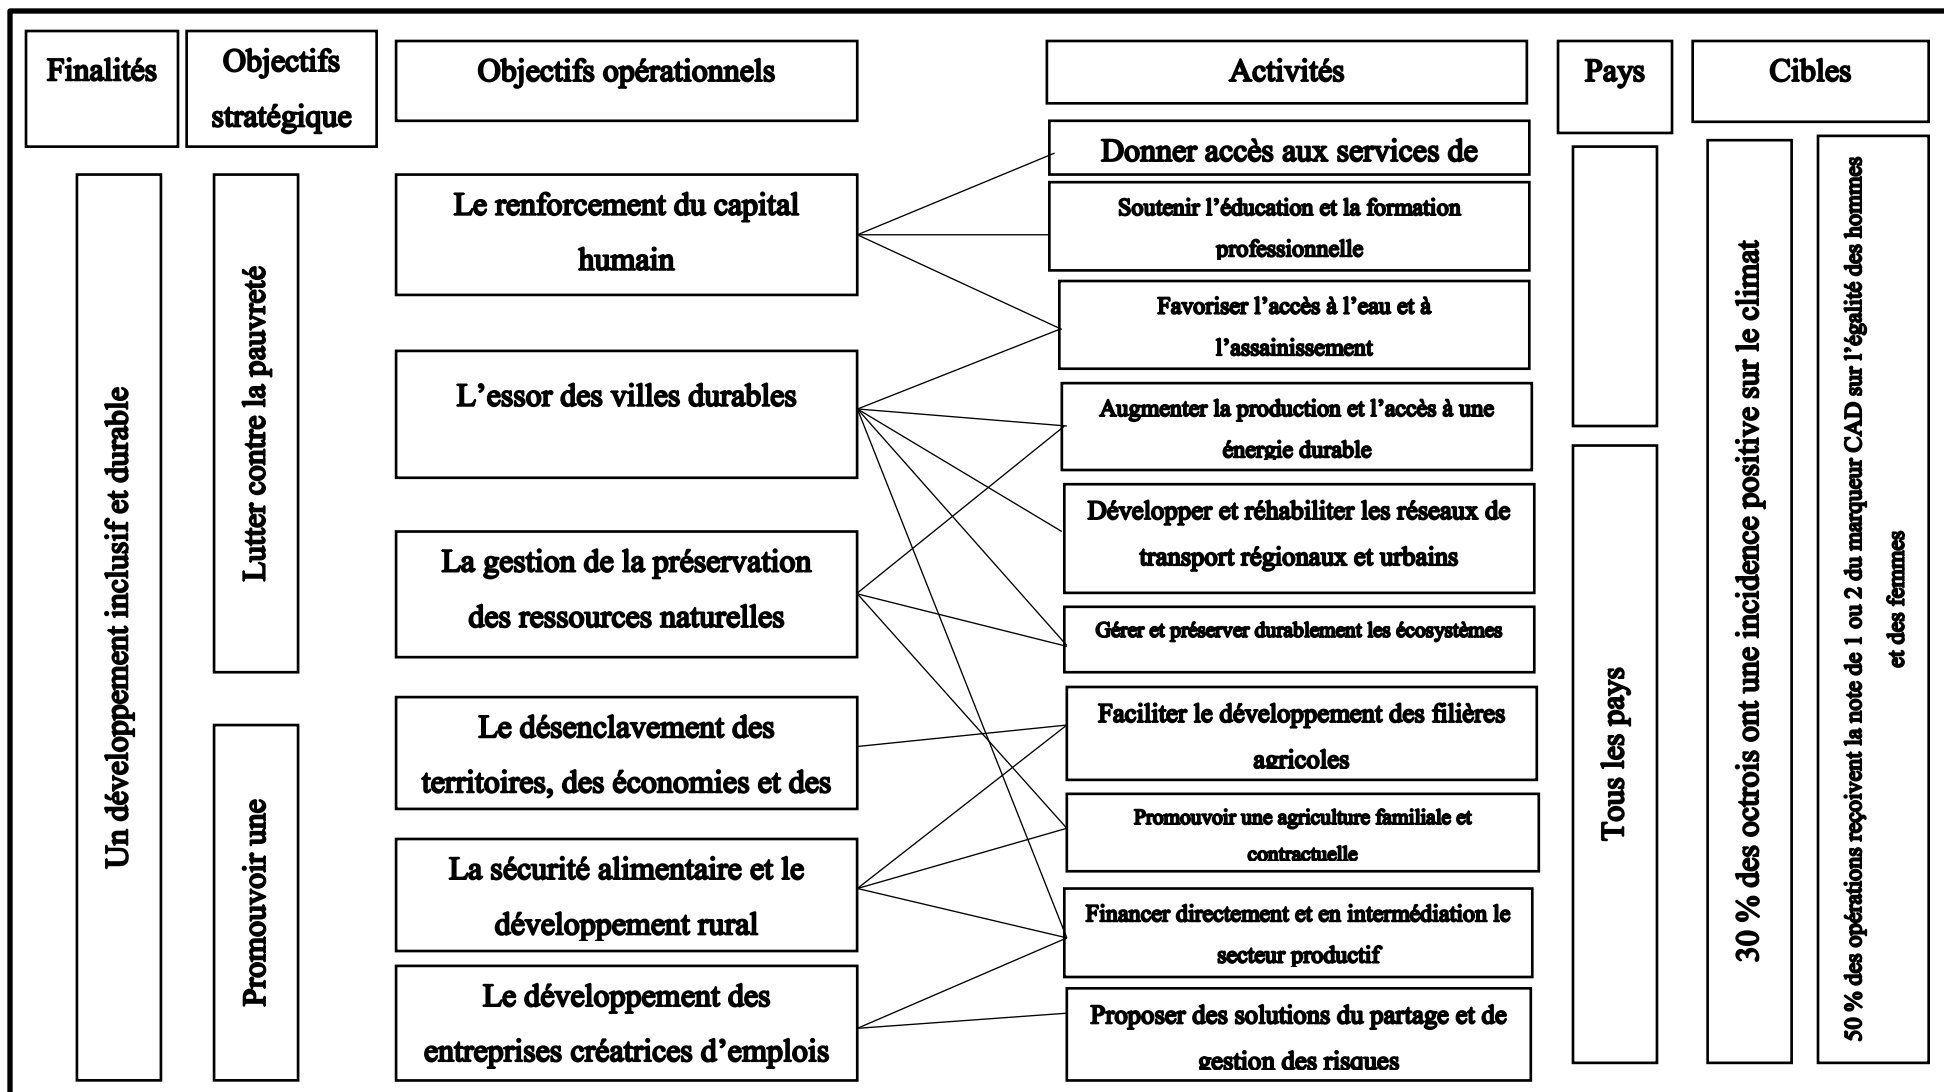 Finalités
Objectifs
stratégique
Objectifs opérationnels
Activités
Pays
Cibles
Un développement inclusif et durable
Lutter contre la pauvreté
Promouvoir une
Le renforcement du capital
humain
L’essor des villes durables
La gestion de la préservation
des ressources naturelles
Le désenclavement des
territoires, des économies et des
La sécurité alimentaire et le
développement rural
Le développement des
entreprises créatrices d’emplois
Donner accès aux services de
Soutenir l’éducation et la formation
professionnelle
Favoriser l’accès à l’eau et à
l’assainissement
Augmenter la production et l’accès à une
énergie durable
Développer et réhabiliter les réseaux de
transport régionaux et urbains
Gérer et préserver durablement les écosystèmes
Faciliter le développement des filières
agricoles
Promouvoir une agriculture familiale et
contractuelle
Financer directement et en intermédiation le
secteur productif
Proposer des solutions du partage et de
gestion des risques
Tous les pays
30 % des octrois ont une incidence positive sur le climat
50 % des opérations reçoivent la note de 1 ou 2 du marqueur CAD sur l’égalité des hommes
et des femmes